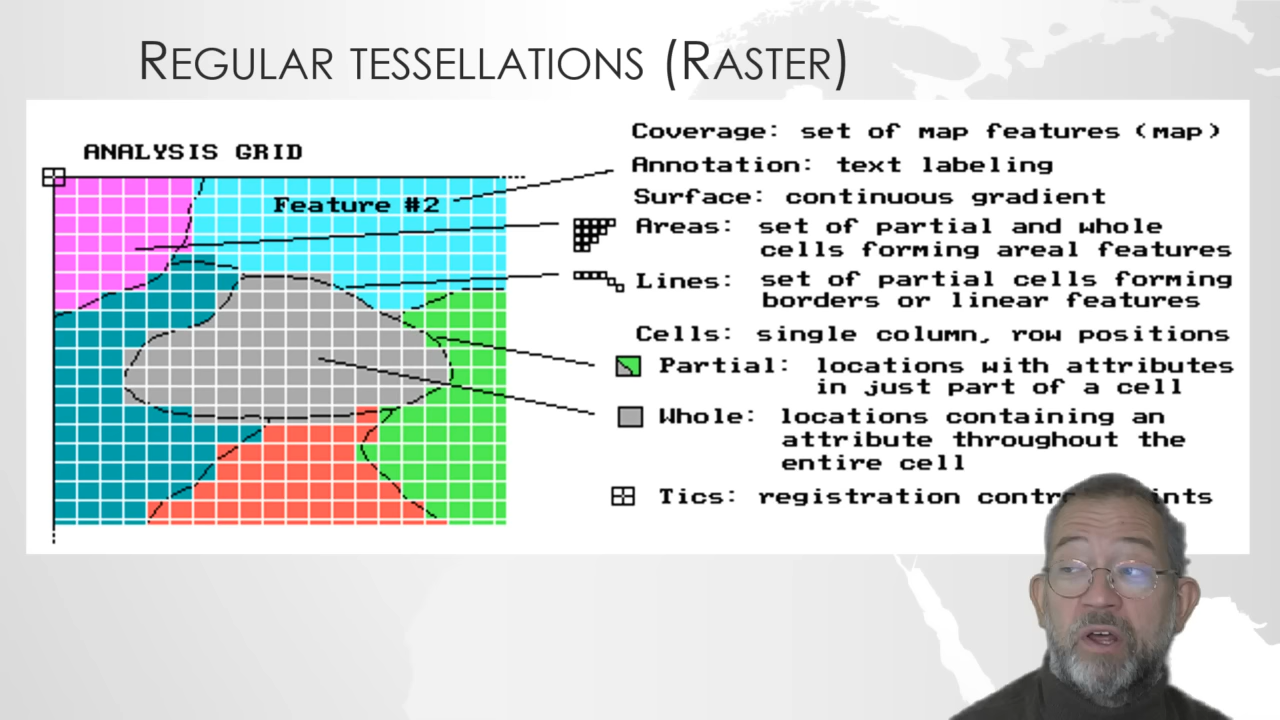 REGULAR TESSELLATIONS (RASTER)
ANALYSIS GRID
Feature #2
Coverage: set of map features (map)
Annotation: text labeling
Surface: continuous gradient
Areas: set of partial and whole
cells forming areal features
Lines: set of partial cells forming
borders or linear features
Cells: single column, row positions
Partial: locations with attributes
in just part of a cell
Whole: locations containing an
attribute throughout the
entire cell
Tics: registration